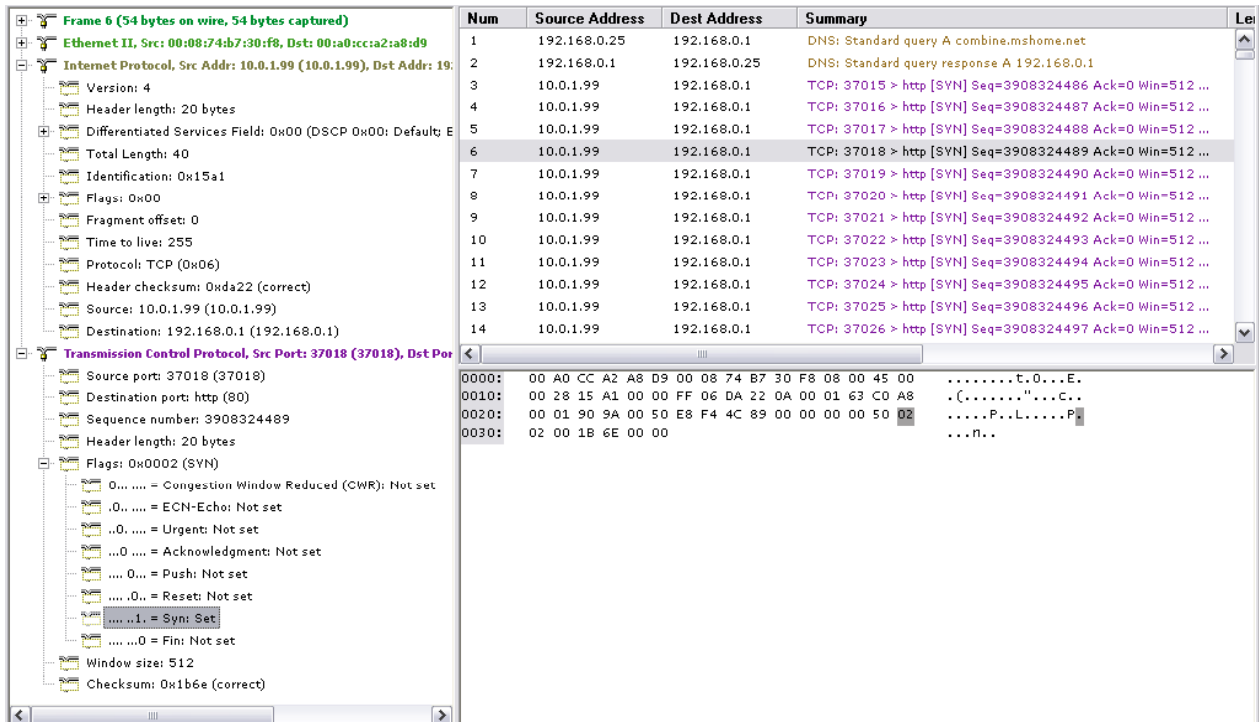 Frame 6 (54 bytes on wire, 54 bytes captured)
Ethernet II, Src: 00:08:74:b7:30:f8, Dst: 00:a0:cc:a2:a8:d9
Internet Protocol, Src Addr: 10.0.1.99 (10.0.1.99), Dst Addr: 19
Version: 4
Header length: 20 bytes
Differentiated Services Field: 0x00 (DSCP 0x00: Default; E
Total Length: 40
Identification: 0x15a1
Flags: 0x00
Fragment offset: 0
Time to live: 255
Protocol: TCP (0x06)
Header checksum: 0xda22 (correct)
Source: 10.0.1.99 (10.0.1.99)
Destination: 192.168.0.1 (192.168.0.1)
Transmission Control Protocol, Src Port: 37018 (37018), Dst Por
Source port: 37018 (37018)
Destination port: http (80)
Sequence number: 3908324489
Header length: 20 bytes
Flags: 0x0002 (SYN)
0... .... = Congestion Window Reduced (CWR): Not set
.0.. .... = ECN-Echo: Not set
..0. .... = Urgent: Not set
...0 .... = Acknowledgment: Not set
.... 0... = Push: Not set
.... .0.. = Reset: Not set
.... ..1. = Syn: Set
.... ...0 = Fin: Not set
Window size: 512
Checksum: 0x1b6e (correct)
Num Source Address Dest Address Summary Le
1 192.168.0.25 192.168.0.1 DNS: Standard query A combine.mshome.net
2 192.168.0.1 192.168.0.25 DNS: Standard query response A 192.168.0.1
3 10.0.1.99 192.168.0.1 TCP: 37015 > http [SYN] Seq=3908324486 Ack=0 Win=512 ...
4 10.0.1.99 192.168.0.1 TCP: 37016 > http [SYN] Seq=3908324487 Ack=0 Win=512 ...
5 10.0.1.99 192.168.0.1 TCP: 37017 > http [SYN] Seq=3908324488 Ack=0 Win=512 ...
6 10.0.1.99 192.168.0.1 TCP: 37018 > http [SYN] Seq=3908324489 Ack=0 Win=512 ...
7 10.0.1.99 192.168.0.1 TCP: 37019 > http [SYN] Seq=3908324490 Ack=0 Win=512 ...
8 10.0.1.99 192.168.0.1 TCP: 37020 > http [SYN] Seq=3908324491 Ack=0 Win=512 ...
9 10.0.1.99 192.168.0.1 TCP: 37021 > http [SYN] Seq=3908324492 Ack=0 Win=512 ...
10 10.0.1.99 192.168.0.1 TCP: 37022 > http [SYN] Seq=3908324493 Ack=0 Win=512 ...
11 10.0.1.99 192.168.0.1 TCP: 37023 > http [SYN] Seq=3908324494 Ack=0 Win=512 ...
12 10.0.1.99 192.168.0.1 TCP: 37024 > http [SYN] Seq=3908324495 Ack=0 Win=512 ...
13 10.0.1.99 192.168.0.1 TCP: 37025 > http [SYN] Seq=3908324496 Ack=0 Win=512 ...
14 10.0.1.99 192.168.0.1 TCP: 37026 > http [SYN] Seq=3908324497 Ack=0 Win=512 ...
0000: 00 A0 CC A2 A8 D9 00 08 74 B7 30 F8 08 00 45 00 ........t.0...E.
0010: 00 28 15 A1 00 00 FF 06 DA 22 0A 00 01 63 C0 A8 .(......."...c..
0020: 00 01 90 9A 00 50 E8 F4 4C 89 00 00 00 00 50 02 .....P..L.....P.
0030: 02 00 1B 6E 00 00 ...n..